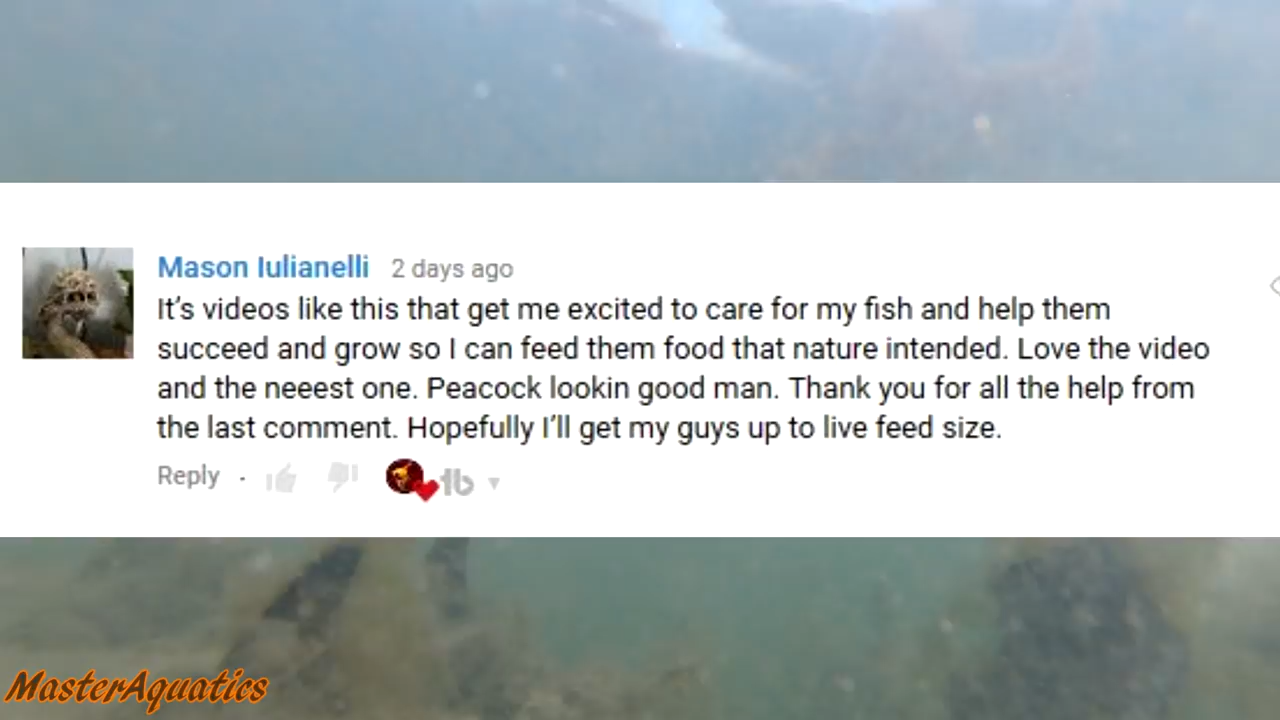 Mason Iulianelli 2 days ago
It's videos like this that get me excited to care for my fish and help them
succeed and grow so I can feed them food that nature intended. Love the video
and the neeest one. Peacock lookin good man. Thank you for all the help from
the last comment. Hopefully I'll get my guys up to live feed size.
Reply
tb
MasterAquatics